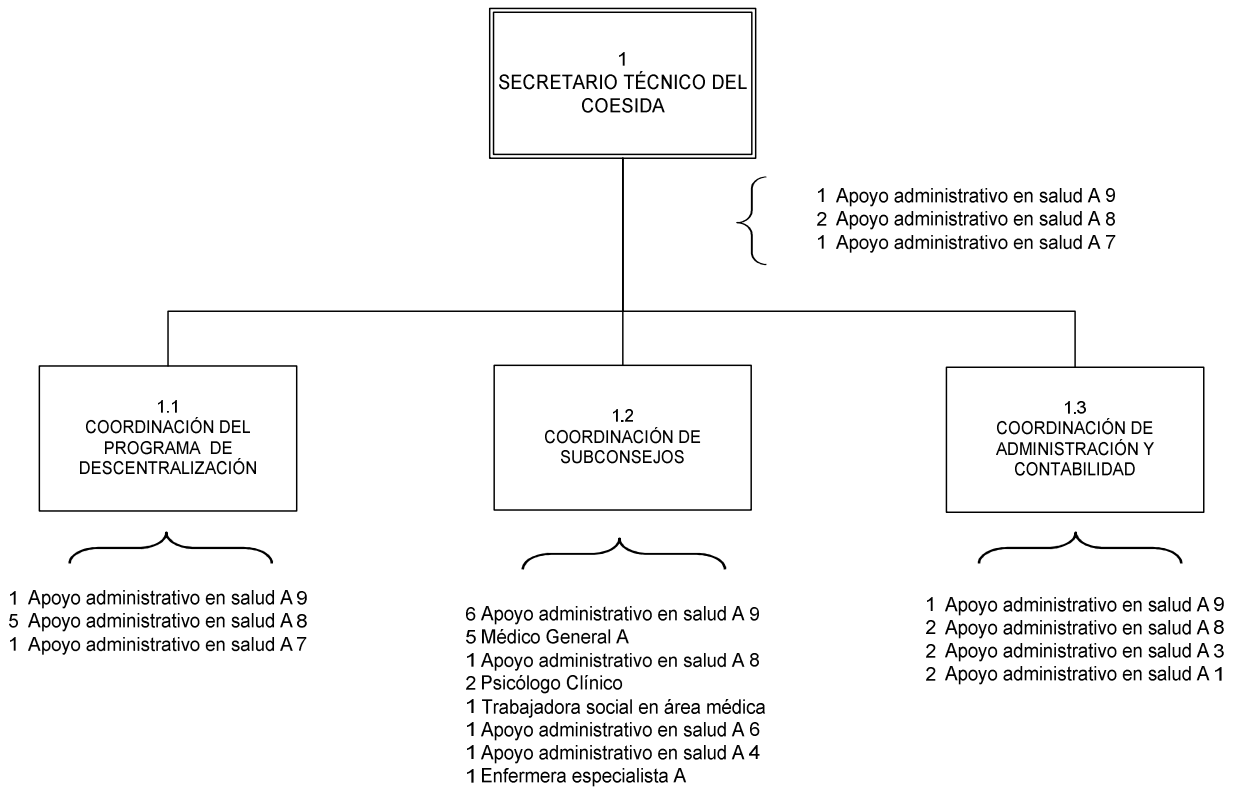 1
SECRETARIO TÉCNICO DEL
COESIDA
1 Apoyo administrativo en salud A 9
2 Apoyo administrativo en salud A 8
1 Apoyo administrativo en salud A 7
1.1
COORDINACIÓN DEL
PROGRAMA DE
DESCENTRALIZACIÓN
1 Apoyo administrativo en salud A 9
5 Apoyo administrativo en salud A 8
1 Apoyo administrativo en salud A 7
1.2
COORDINACIÓN DE
SUBCONSEJOS
6 Apoyo administrativo en salud A 9
5 Médico General A
1 Apoyo administrativo en salud A 8
2 Psicólogo Clínico
1 Trabajadora social en área médica
1 Apoyo administrativo en salud A 6
1 Apoyo administrativo en salud A 4
1 Enfermera especialista A
1.3
COORDINACIÓN DE
ADMINISTRACIÓN Y
CONTABILIDAD
1 Apoyo administrativo en salud A 9
2 Apoyo administrativo en salud A 8
2 Apoyo administrativo en salud A 3
2 Apoyo administrativo en salud A 1